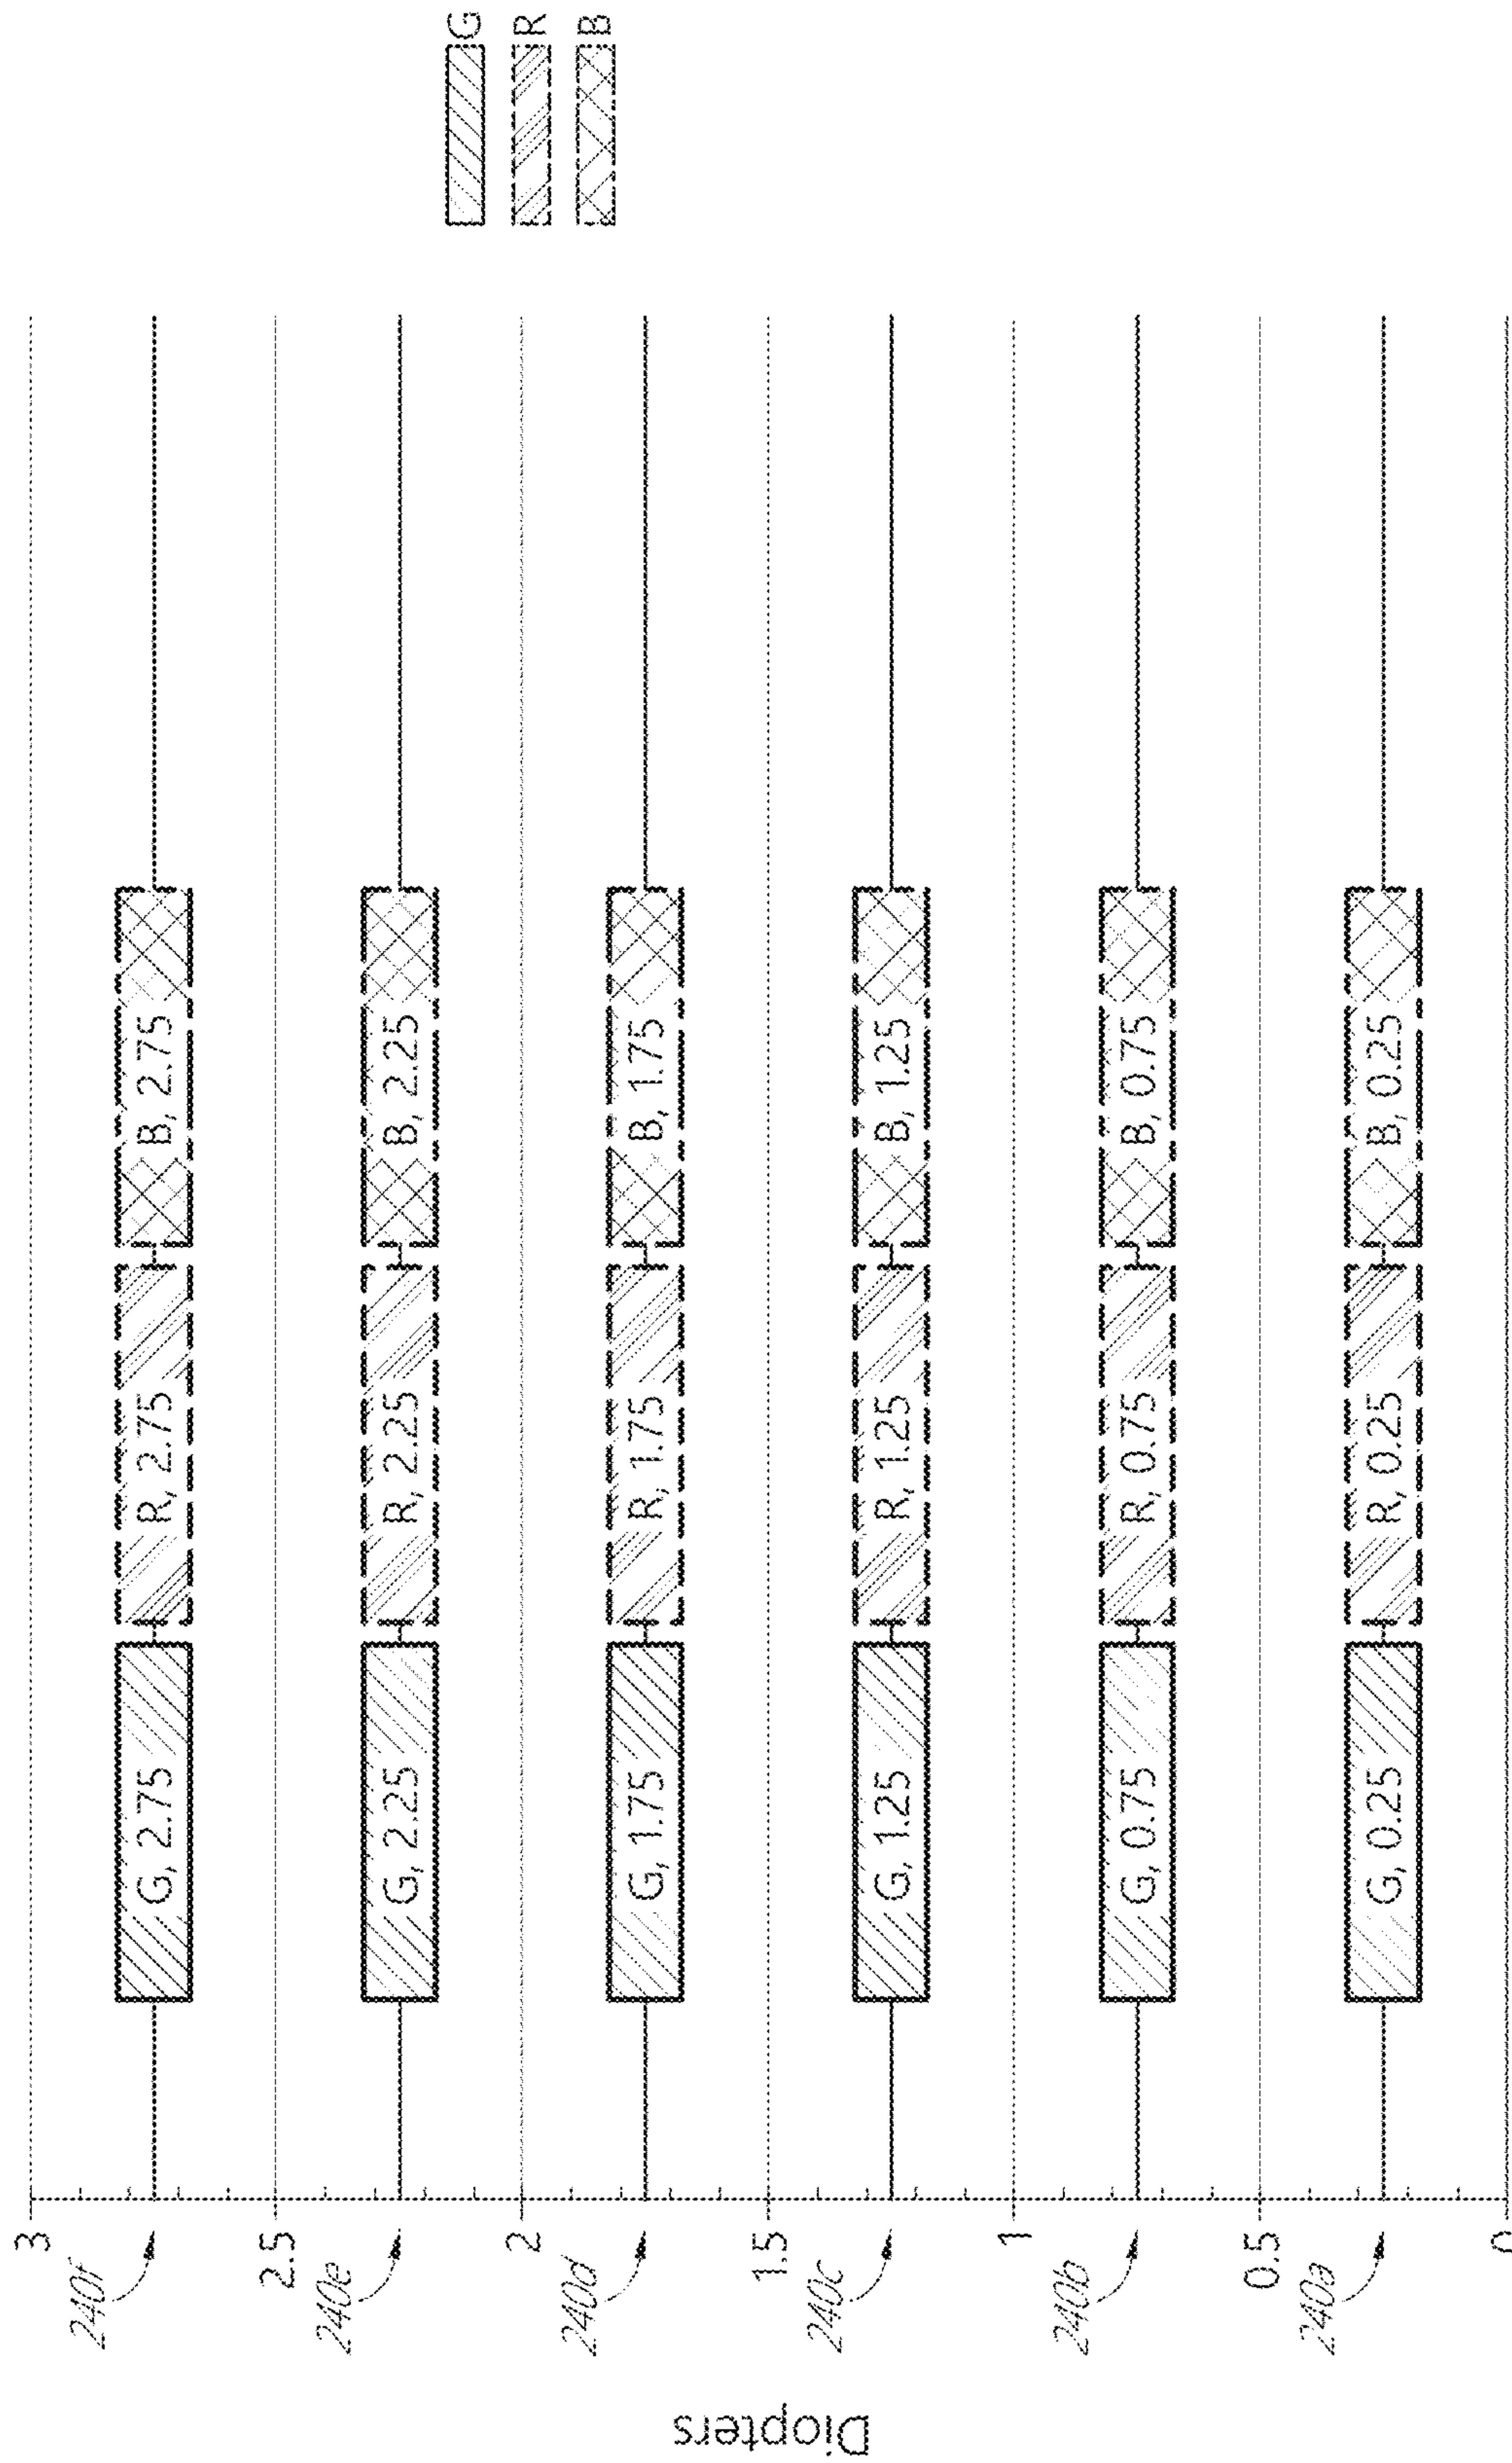 Diopters
3
240f
G, 2.75 R, 2.75 B, 2.75
2.5
240e
G, 2.25 R, 2.25 B, 2.25
2
240d
G, 1.75 R, 1.75 B, 1.75
1.5
240c
G, 1.25 R, 1.25 B, 1.25
1
240b
G, 0.75 R, 0.75 B, 0.75
0.5
240a
G, 0.25 R, 0.25 B, 0.25
0
G
R
B